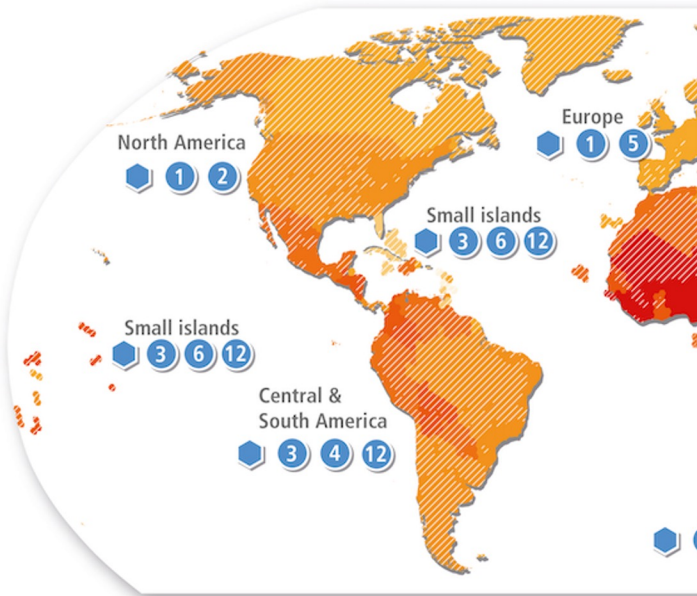 Europe
1 5
North America
1 2
Small islands
3 6 12
Small islands
3 6 12
Central &
South America
3 4 12